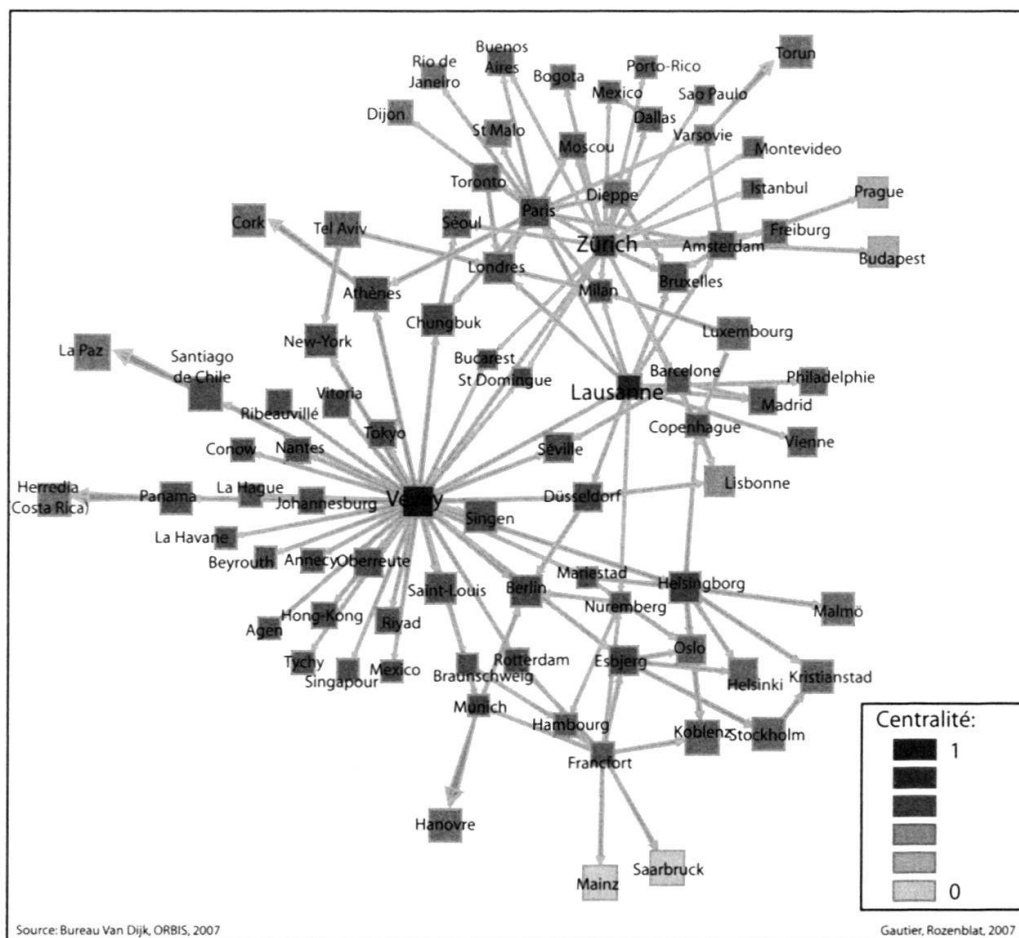 Torun
Buenos
Aires
Rio de
Janeiro
Porto-Rico
Bogota
Mexico
Sao Paulo
Dijon
Dallas
St Malo
Varsovie
Moscou
Montevideo
Toronto
Dieppe
Istanbul
Prague
Paris
Cork
Tel Aviv
Séoul
Freiburg
Zürich
Amsterdam
Budapest
Londres
Bruxelles
Athènes
Milan
Chungbuk
Luxembourg
New-York
La Paz
Santiago
de Chile
Bucarest
St Domingue
Barcelone
Philadelphie
Lausanne
Vitoria
Madrid
Ribeauvillé
Copenhague
Tokyo
Vienne
Conow
Nantes
Séville
Lisbonne
Herredia
(Costa Rica)
Panama
La Hague
Johannesburg
Vevey
Düsseldorf
Singen
La Havane
Beyrouth
Annecy
Oberreute
Mariestad
Helsingborg
Saint-Louis
Berlin
Nuremberg
Malmö
Hong-Kong
Riyad
Agen
Oslo
Tychy
Singapour
Mexico
Braunschweig
Rotterdam
Esbjerg
Helsinki
Kristianstad
Munich
Hambourg
Koblenz
Stockholm
Francfort
Hanovre
Saarbruck
Mainz
Centralité:
1
0
Source: Bureau Van Dijk, ORBIS, 2007
Gautier, Rozenblat, 2007